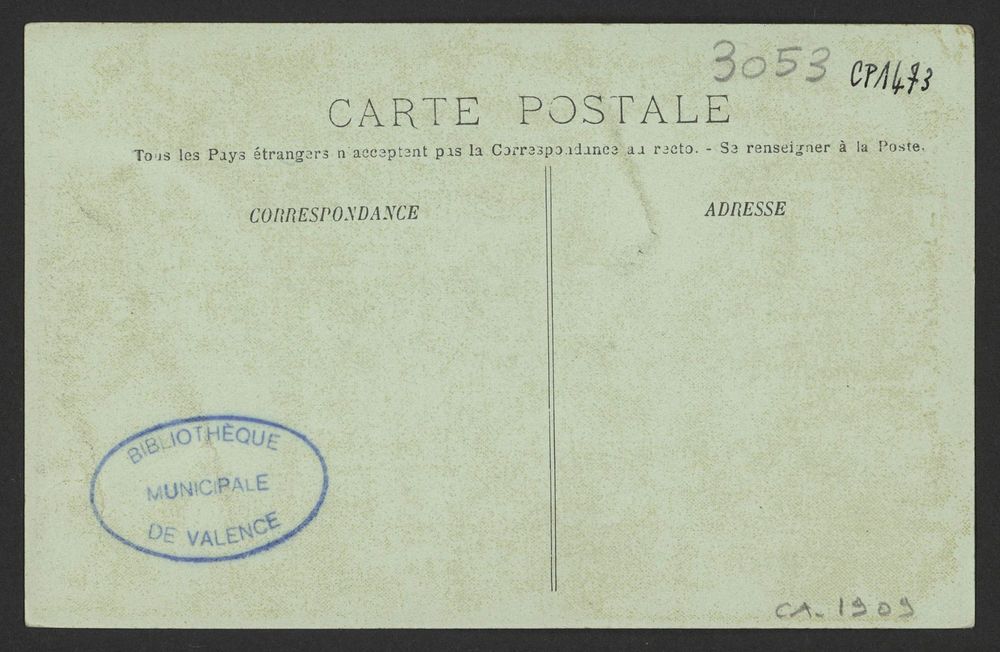 3053 CP1473
CARTE POSTALE
Tous les Pays étrangers n'acceptent pas la Correspondance au recto. - Se renseigner à la Poste.
CORRESPONDANCE
ADRESSE
BIBLIOTHÈQUE
MUNICIPALE
DE VALENCE
CA. 1909